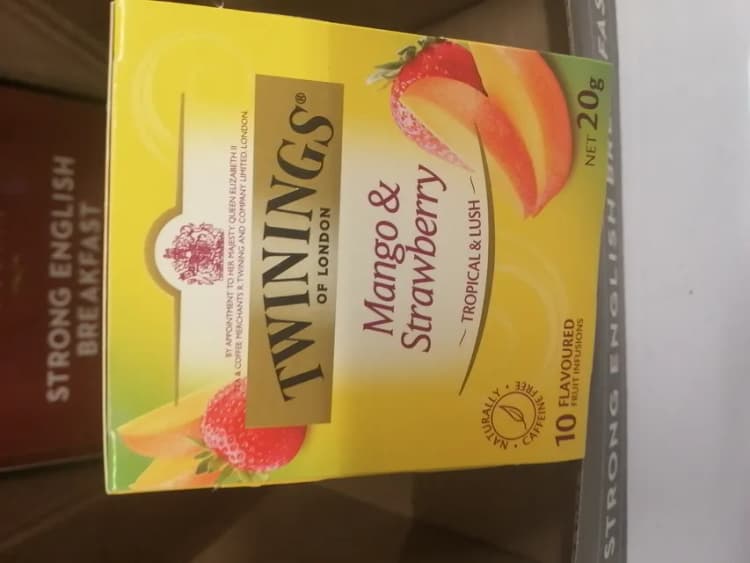 BY APPOINTMENT TO HER MAJESTY QUEEN ELIZABETH II
& COFFEE MERCHANTS R. TWINING AND COMPANY LIMITED, LONDON
TWININGS®
OF LONDON
Mango &
Strawberry
TROPICAL & LUSH
NATURALLY • CAFFEINE FREE •
10 FLAVOURED
FRUIT INFUSIONS
NET 20g
STRONG ENGLISH
BREAKFAST
STRONG ENGLISH